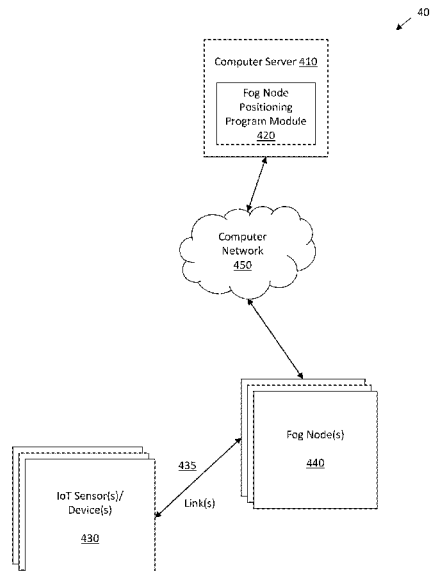 40
Computer Server 410
Fog Node
Positioning
Program Module
420
Computer
Network
450
Fog Node(s)
440
435
Link(s)
IoT Sensor(s)/
Device(s)
430